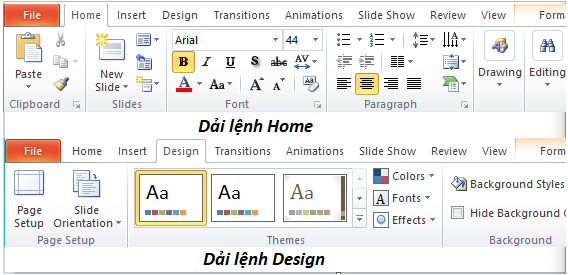 File Home Insert Design Transitions Animations Slide Show Review View Forma
Arial 44
Paste New Slide Drawing Editing
B I U S abc AV
A Aa A A
Clipboard Slides Font Paragraph
Dải lệnh Home
File Home Insert Design Transitions Animations Slide Show Review View Form
Aa Aa Aa Colors Background Styles
Fonts
Page Setup Slide Orientation Effects Hide Background
Page Setup Themes Background
Dải lệnh Design